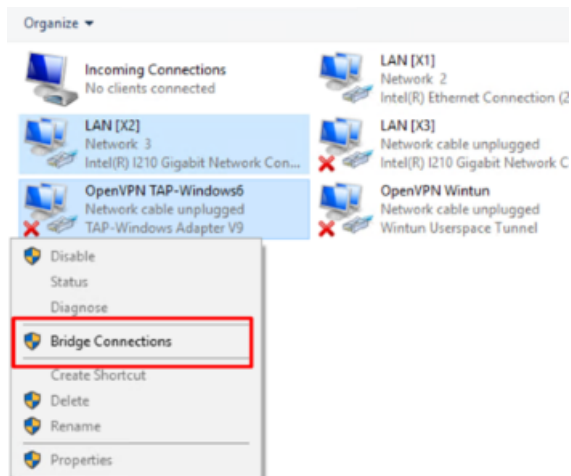 Organize
Incoming Connections
No clients connected
LAN [X1]
Network 2
Intel(R) Ethernet Connection (2
LAN [X2]
Network 3
Intel(R) I210 Gigabit Network Con...
LAN [X3]
Network cable unplugged
Intel(R) I210 Gigabit Network C
OpenVPN TAP-Windows6
Network cable unplugged
TAP-Windows Adapter V9
OpenVPN Wintun
Network cable unplugged
Wintun Userspace Tunnel
Disable
Status
Diagnose
Bridge Connections
Create Shortcut
Delete
Rename
Properties